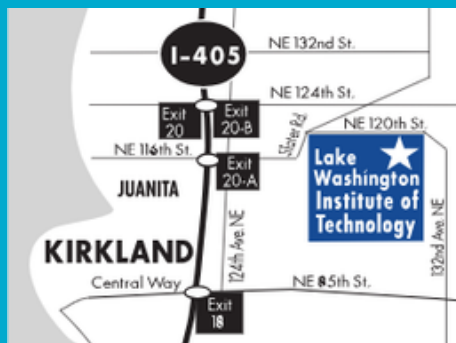 NE 132nd St.
I-405
NE 124th St.
Exit
20
Exit
20-B
Slater Rd.
NE 120th St.
NE 116th St.
Exit
20-A
Lake
Washington
Institute of
Technology
JUANITA
124th Ave. NE
132nd Ave. NE
KIRKLAND
Central Way
NE 85th St.
Exit
18